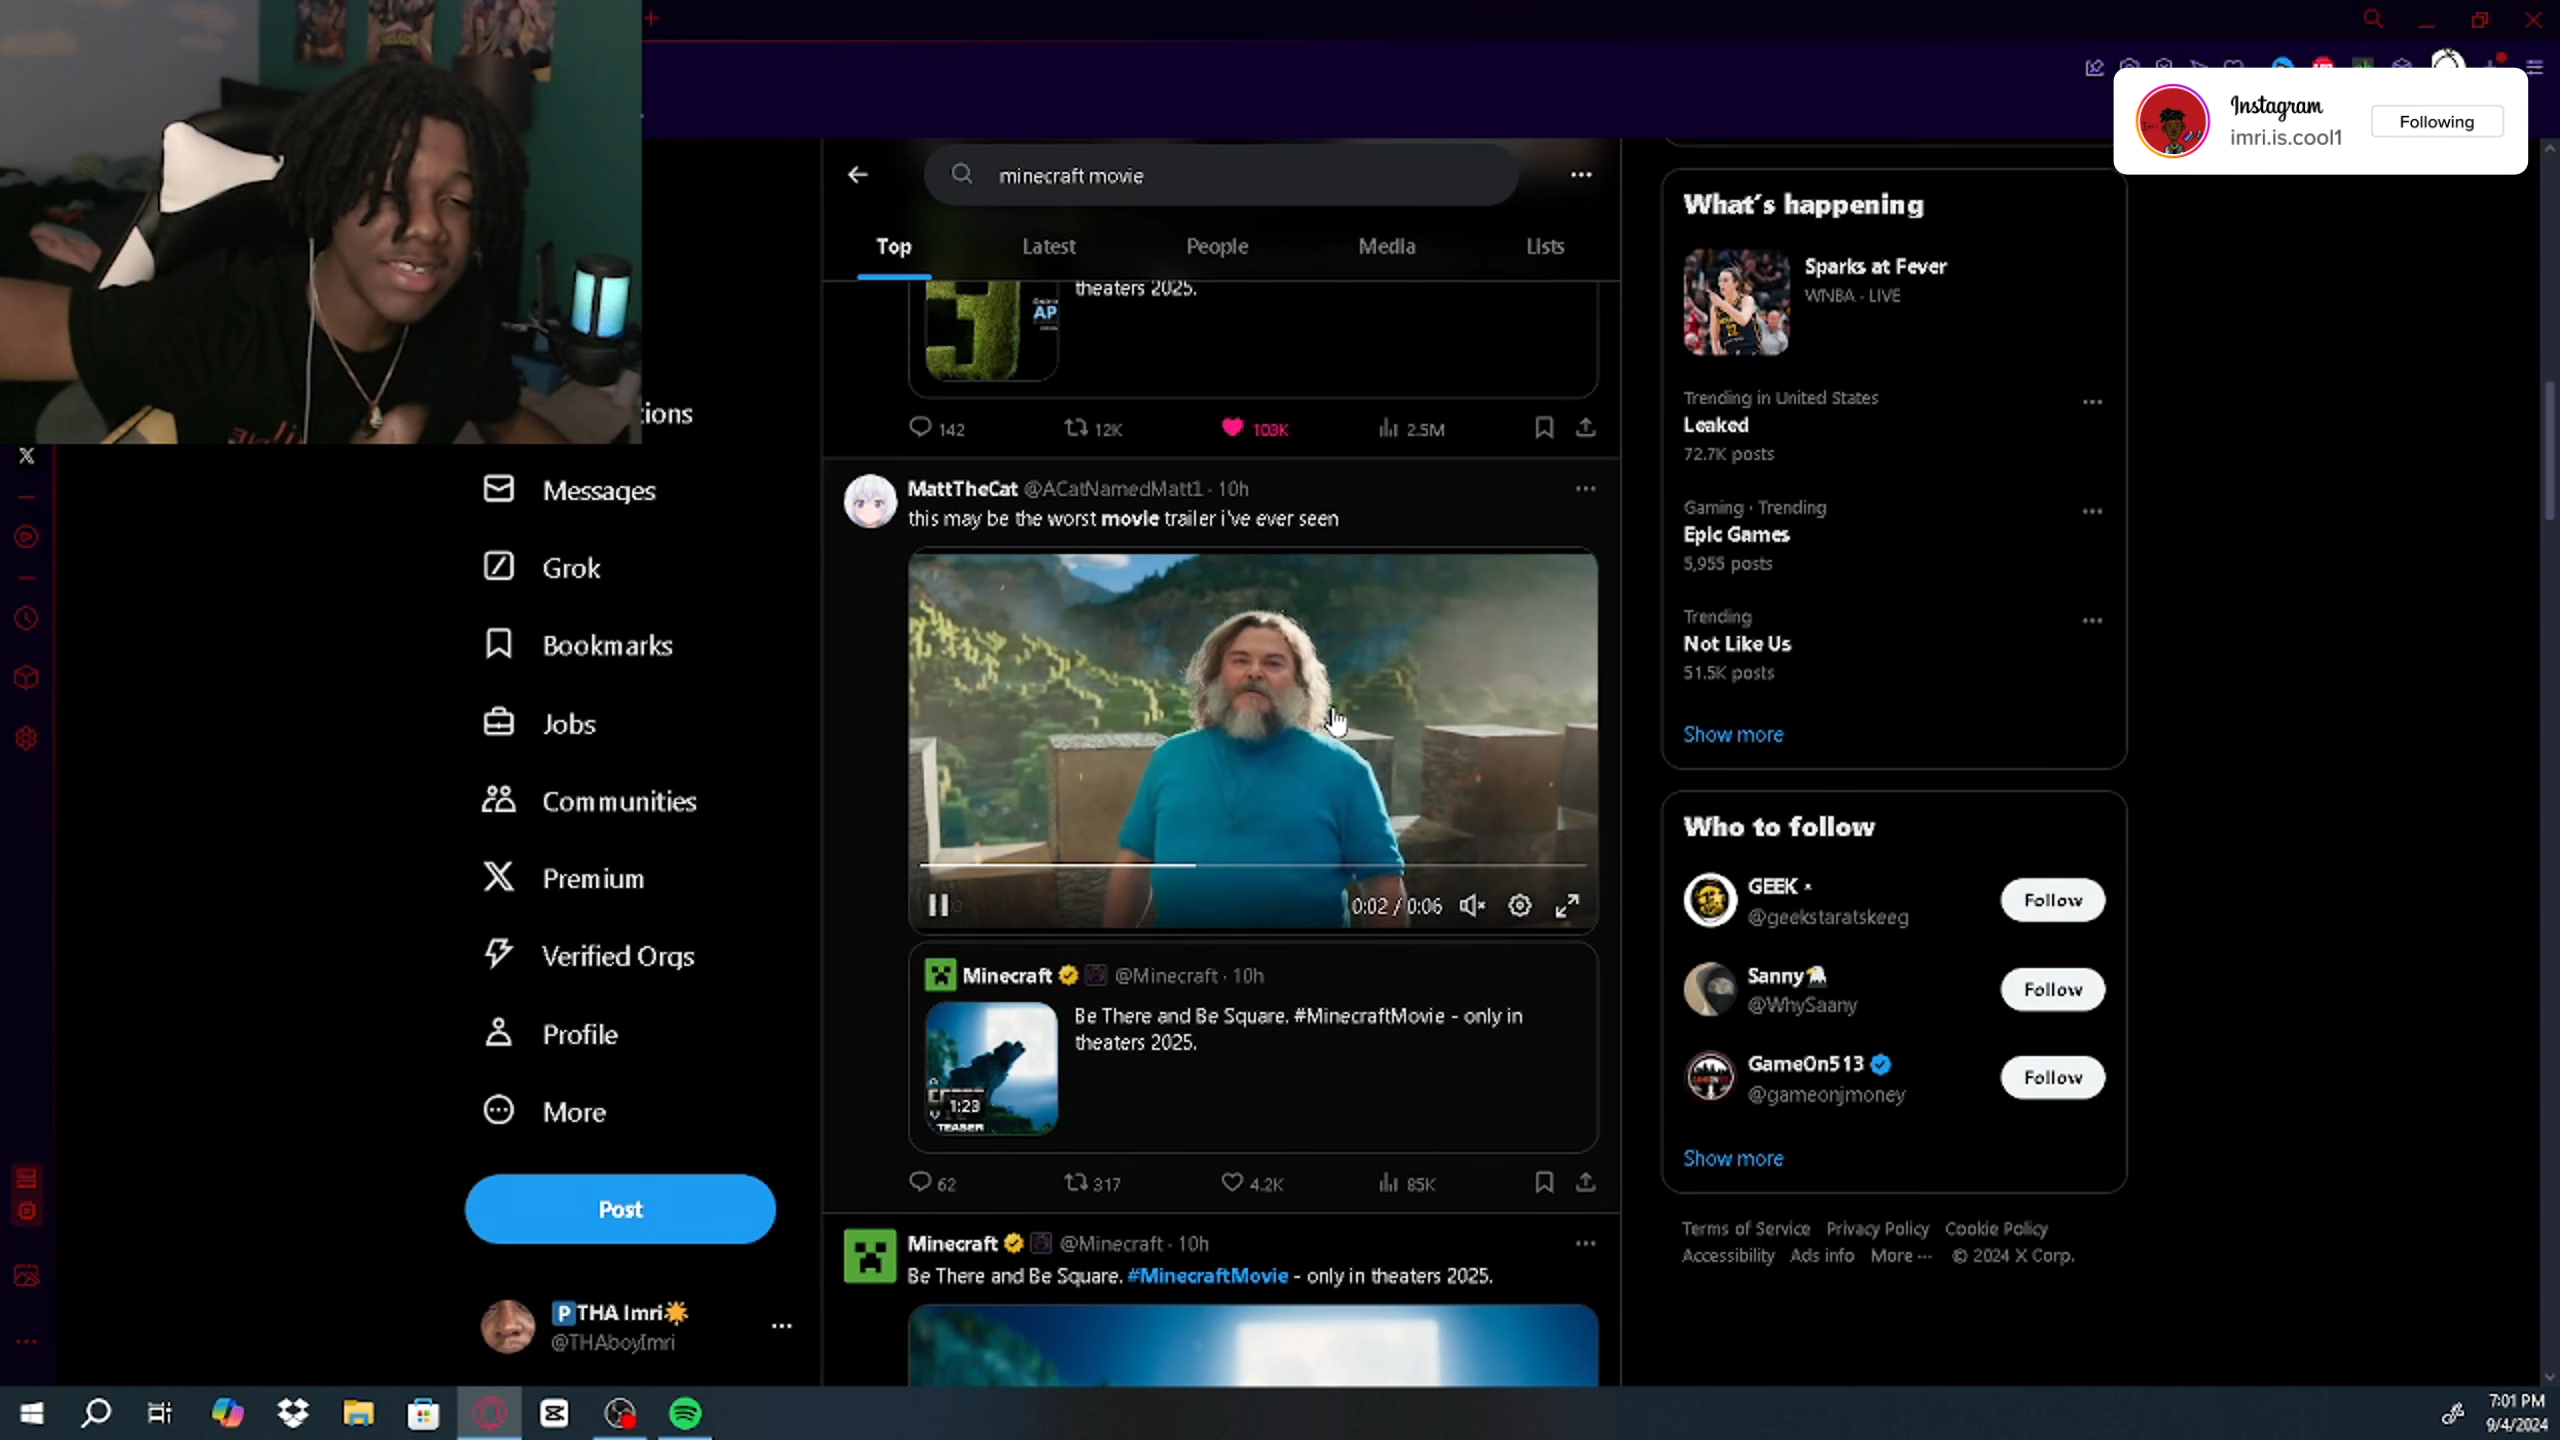 Instagram
imri.is.cool1
Following
minecraft movie
Top
Latest
People
Media
Lists
theaters 2025.
AP
142
12K
103K
2.5M
tions
Messages
Grok
Bookmarks
Jobs
Communities
Premium
Verified Orgs
Profile
More
Post
THA Imri
@THAboyImri
MattTheCat @ACatNamedMatt1 · 10h
this may be the worst movie trailer i've ever seen
0:02 / 0:06
Minecraft @Minecraft · 10h
Be There and Be Square. #MinecraftMovie - only in
theaters 2025.
1:23
TEASER
62
317
4.2K
85K
Minecraft @Minecraft · 10h
Be There and Be Square. #MinecraftMovie - only in theaters 2025.
What's happening
Sparks at Fever
WNBA · LIVE
Trending in United States
Leaked
72.7K posts
Gaming · Trending
Epic Games
5,955 posts
Trending
Not Like Us
51.5K posts
Show more
Who to follow
GEEK
@geekstaratskeeg
Follow
Sanny
@WhySaany
Follow
GameOn513
@gameonjmoney
Follow
Show more
Terms of Service Privacy Policy Cookie Policy
Accessibility Ads info More ··· © 2024 X Corp.
7:01 PM
9/4/2024